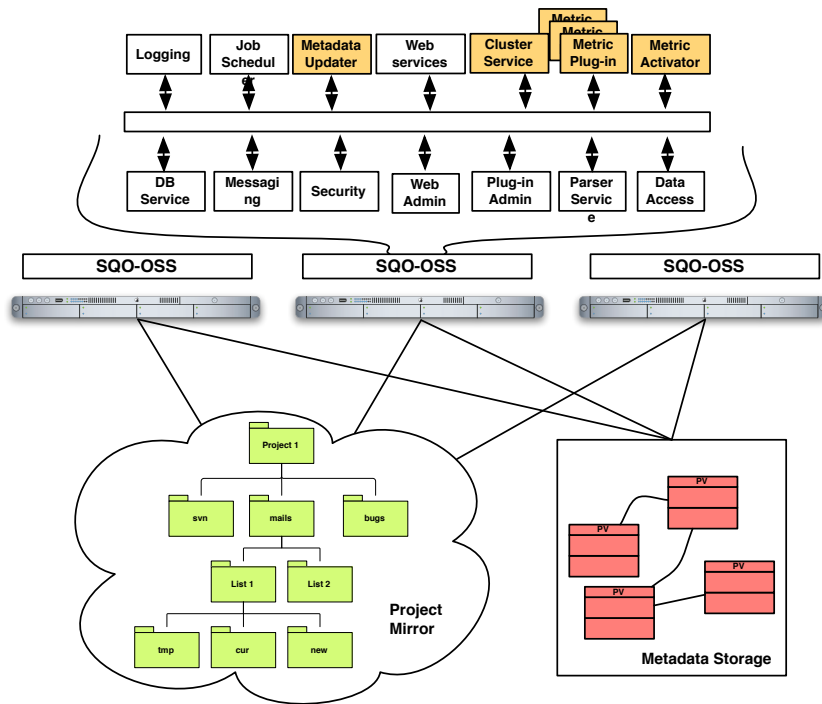 Metric
Metric
Logging
Job
Schedul
er
Metadata
Updater
Web
services
Cluster
Service
Metric
Plug-in
Metric
Activator
DB
Service
Messagi
ng
Security
Web
Admin
Plug-in
Admin
Parser
Servic
e
Data
Access
SQO-OSS
SQO-OSS
SQO-OSS
Project 1
svn
mails
bugs
List 1
List 2
tmp
cur
new
Project
Mirror
PV
PV
PV
PV
Metadata Storage